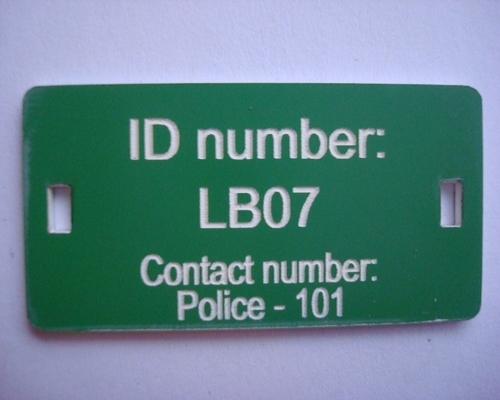 ID number:
LB07
Contact number:
Police - 101